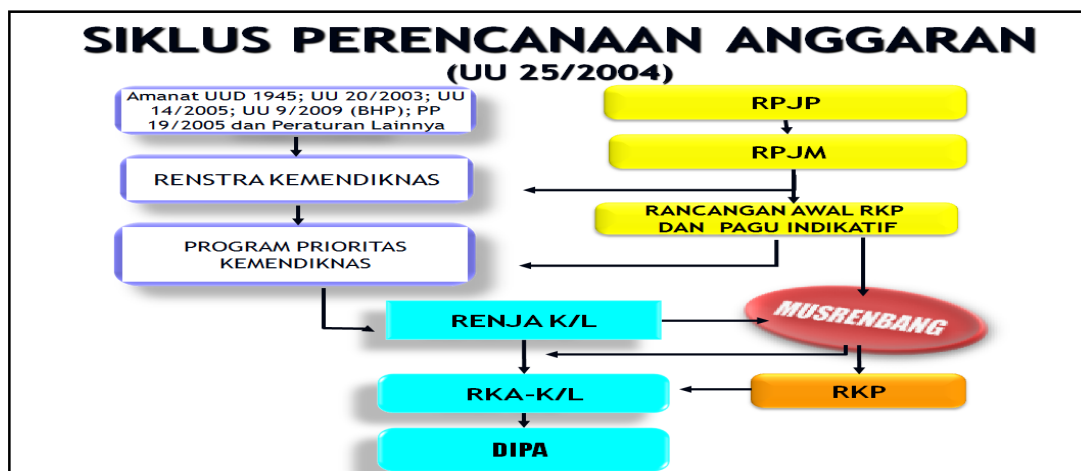 SIKLUS PERENCANAAN ANGGARAN
(UU 25/2004)
Amanat UUD 1945; UU 20/2003; UU
14/2005; UU 9/2009 (BHP); PP
19/2005 dan Peraturan Lainnya
RENSTRA KEMENDIKNAS
PROGRAM PRIORITAS
KEMENDIKNAS
RPJP
RPJM
RANCANGAN AWAL RKP
DAN PAGU INDIKATIF
RENJA K/L
MUSRENBANG
RKA-K/L
RKP
DIPA